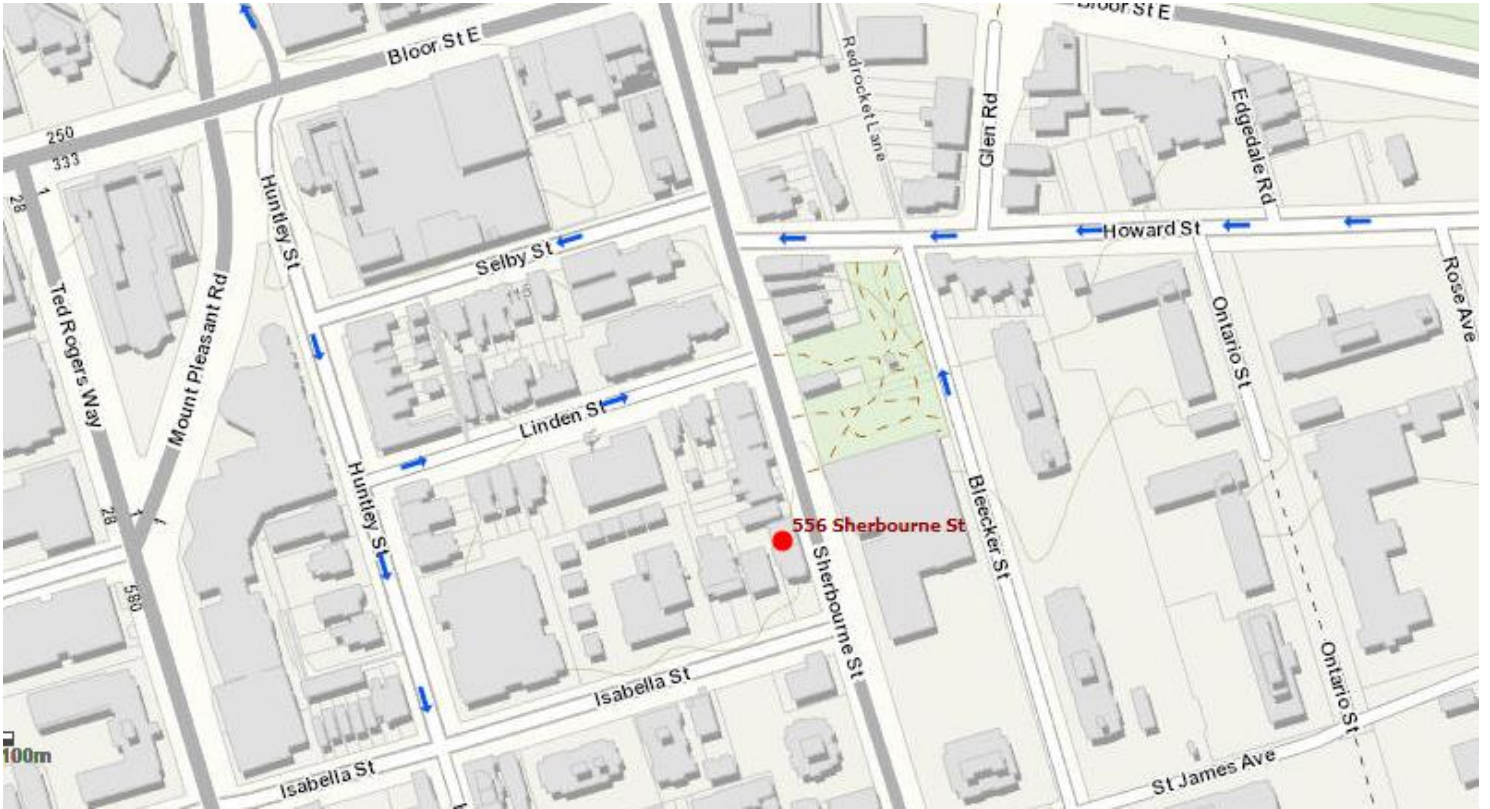 Bloor St E
Bloor St E
Redrocket Lane
Glen Rd
Edgedale Rd
250
333
1
28
Huntley St
Howard St
Selby St
115
Rose Ave
Ted Rogers Way
Mount Pleasant Rd
Ontario St
Linden St
Huntley St
Bleecker St
28
1
1
556 Sherbourne St
Sherbourne St
580
Isabella St
Ontario St
100m
Isabella St
St James Ave